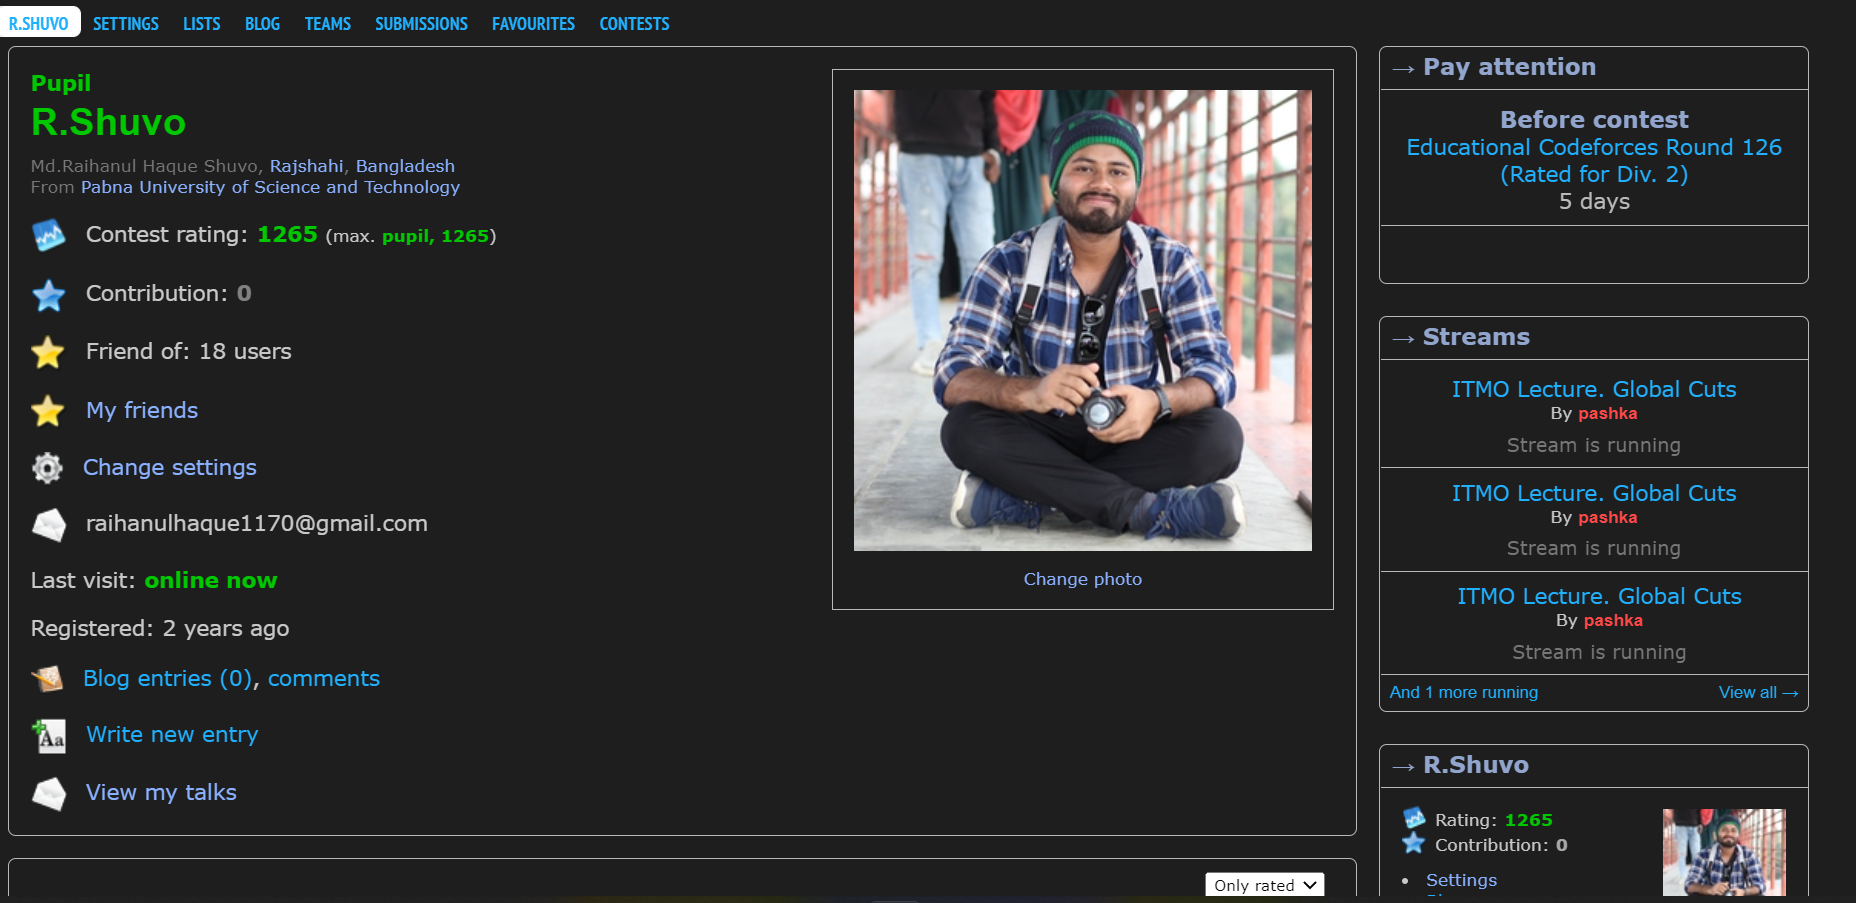 R.SHUVO SETTINGS LISTS BLOG TEAMS SUBMISSIONS FAVOURITES CONTESTS
Pupil
R.Shuvo
Md.Raihanul Haque Shuvo, Rajshahi, Bangladesh
From Pabna University of Science and Technology
Contest rating: 1265 (max. pupil, 1265)
Contribution: 0
Friend of: 18 users
My friends
Change settings
raihanulhaque1170@gmail.com
Last visit: online now
Registered: 2 years ago
Blog entries (0), comments
Write new entry
View my talks
Change photo
Only rated
→ Pay attention
Before contest
Educational Codeforces Round 126
(Rated for Div. 2)
5 days
→ Streams
ITMO Lecture. Global Cuts
By pashka
Stream is running
ITMO Lecture. Global Cuts
By pashka
Stream is running
ITMO Lecture. Global Cuts
By pashka
Stream is running
And 1 more running View all →
→ R.Shuvo
Rating: 1265
Contribution: 0
Settings